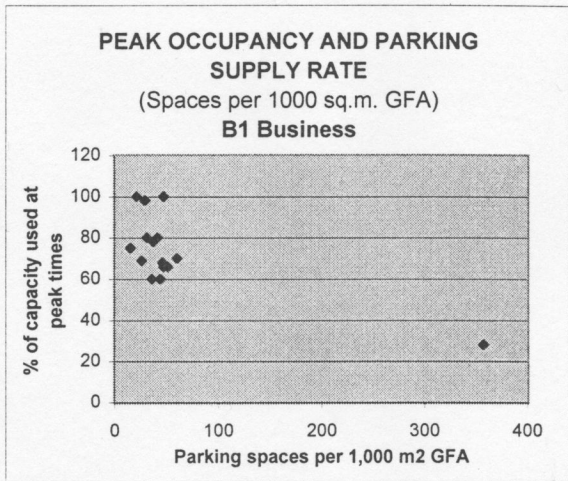 PEAK OCCUPANCY AND PARKING
SUPPLY RATE
(Spaces per 1000 sq.m. GFA)
B1 Business
% of capacity used at
peak times
120
100
80
60
40
20
0
0 100 200 300 400
Parking spaces per 1,000 m2 GFA